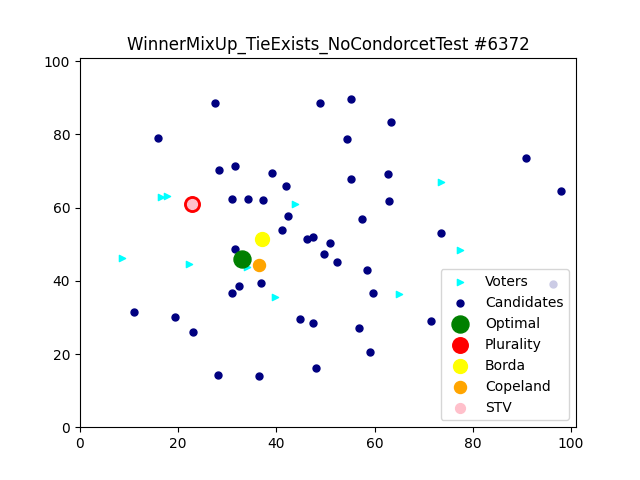 WinnerMixUp_TieExists_NoCondorcetTest #6372
100
80
60
40
20
0
0 20 40 60 80 100
Voters
Candidates
Optimal
Plurality
Borda
Copeland
STV